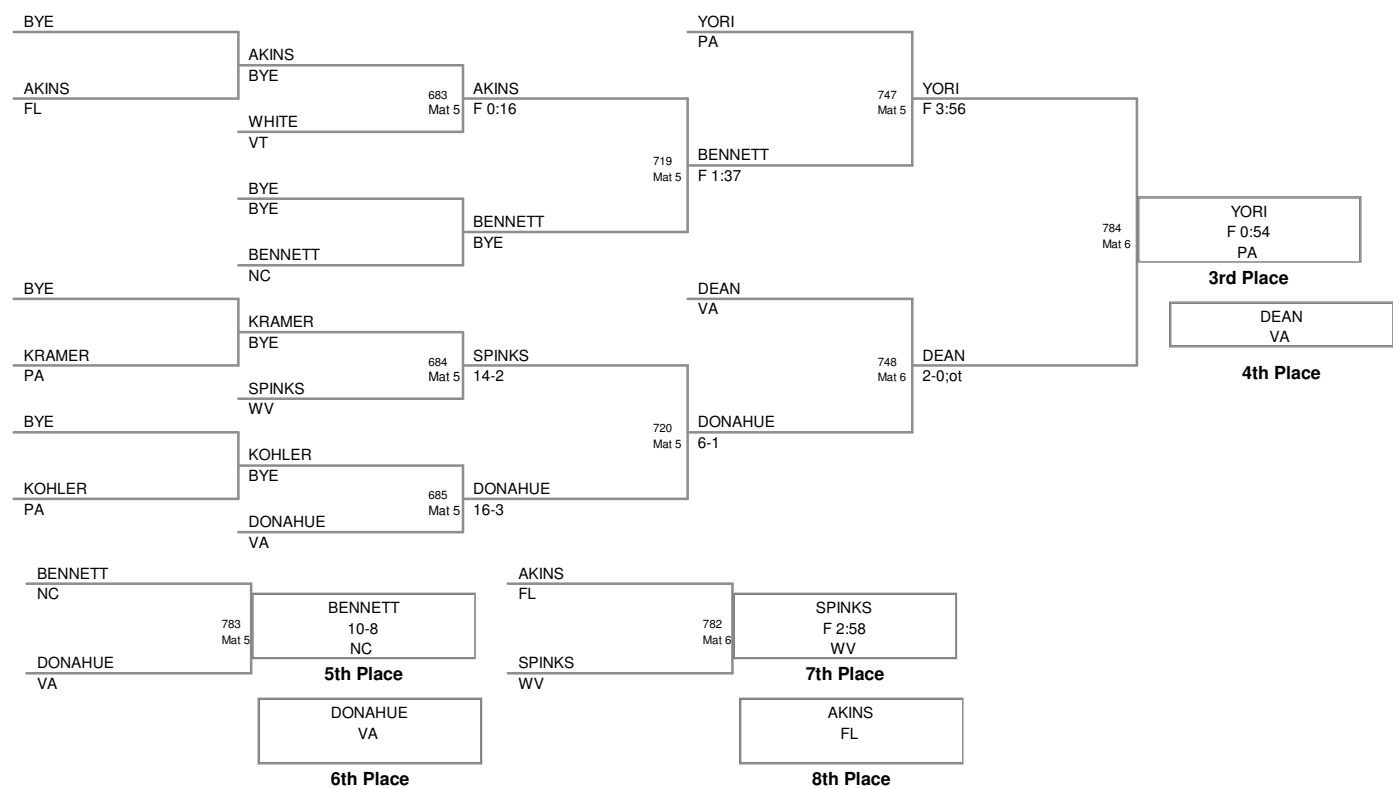 BYE
AKINS
FL
AKINS
BYE
WHITE
VT
683
Mat 5
AKINS
F 0:16
BYE
BYE
BENNETT
NC
BENNETT
BYE
719
Mat 5
BENNETT
F 1:37
YORI
PA
747
Mat 5
YORI
F 3:56
BYE
KRAMER
PA
KRAMER
BYE
SPINKS
WV
684
Mat 5
SPINKS
14-2
BYE
KOHLER
PA
KOHLER
BYE
DONAHUE
VA
685
Mat 5
DONAHUE
16-3
720
Mat 5
DONAHUE
6-1
DEAN
VA
748
Mat 6
DEAN
2-0;ot
784
Mat 6
YORI
F 0:54
PA
3rd Place
DEAN
VA
4th Place
BENNETT
NC
DONAHUE
VA
783
Mat 5
BENNETT
10-8
NC
5th Place
DONAHUE
VA
6th Place
AKINS
FL
SPINKS
WV
782
Mat 6
SPINKS
F 2:58
WV
7th Place
AKINS
FL
8th Place